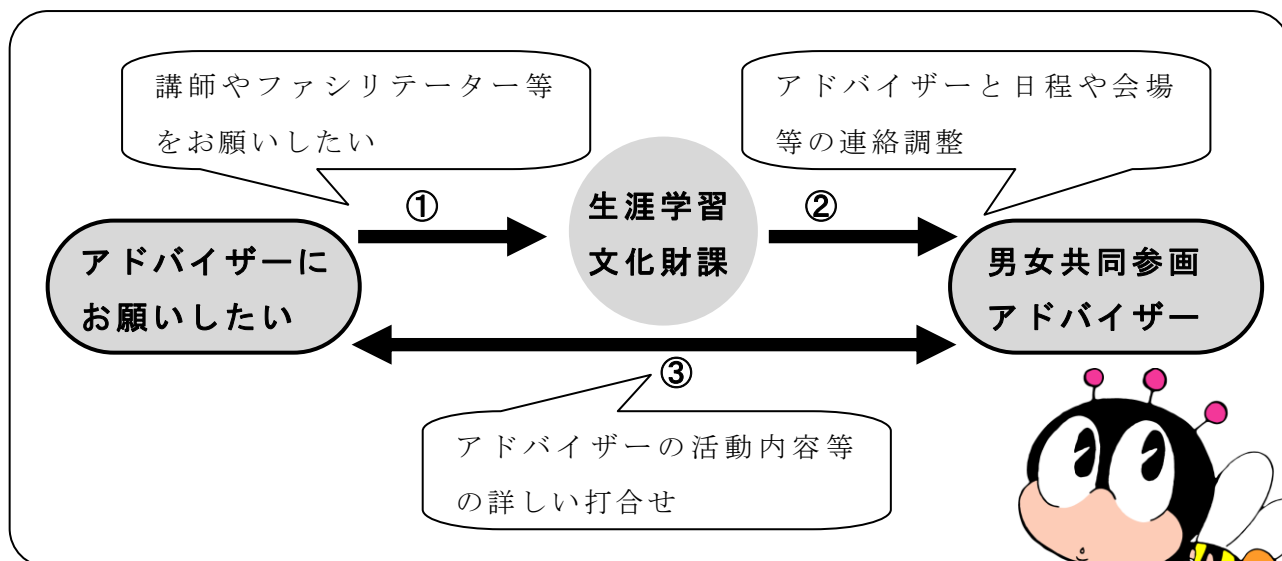 講師やファシリテーター等
をお願いしたい
アドバイザーと日程や会場
等の連絡調整
①
②
生涯学習
文化財課
アドバイザーに
お願いしたい
男女共同参画
アドバイザー
③
アドバイザーの活動内容等
の詳しい打合せ